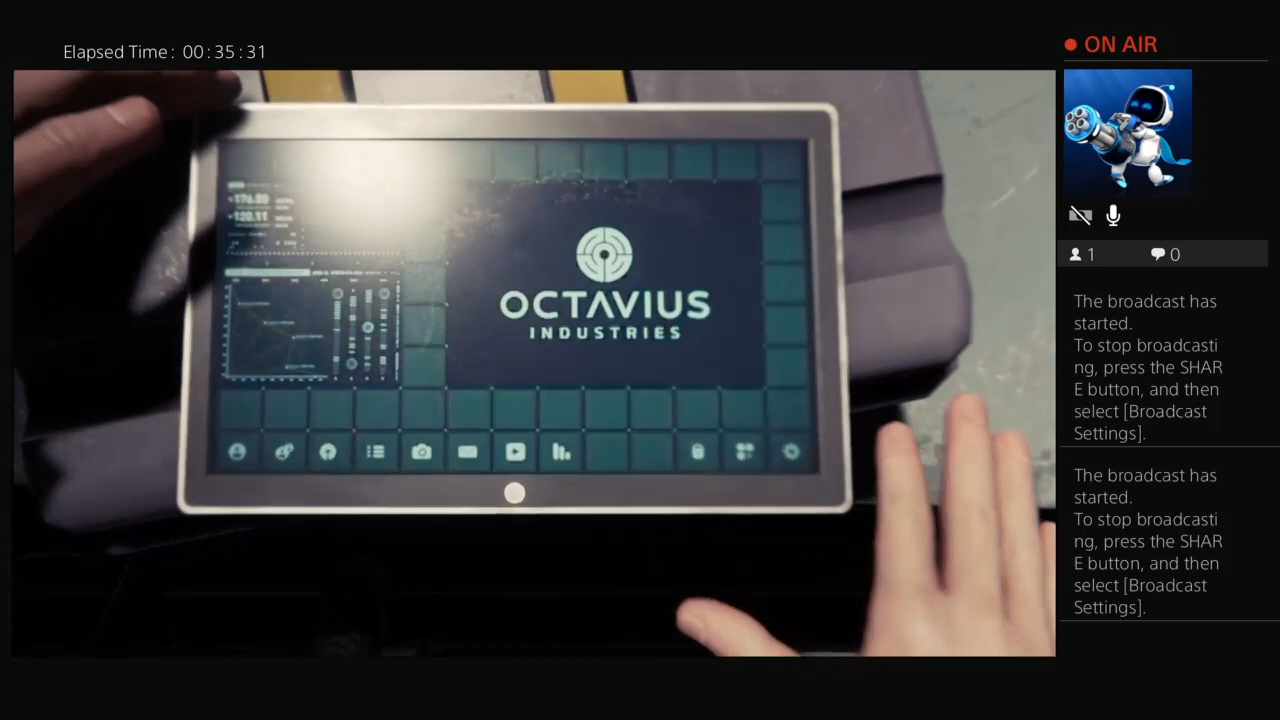 Elapsed Time: 00:35:31
ON AIR
OCTAVIUS
INDUSTRIES
1
0
The broadcast has
started.
To stop broadcasti
ng, press the SHAR
E button, and then
select [Broadcast
Settings].
The broadcast has
started.
To stop broadcasti
ng, press the SHAR
E button, and then
select [Broadcast
Settings].